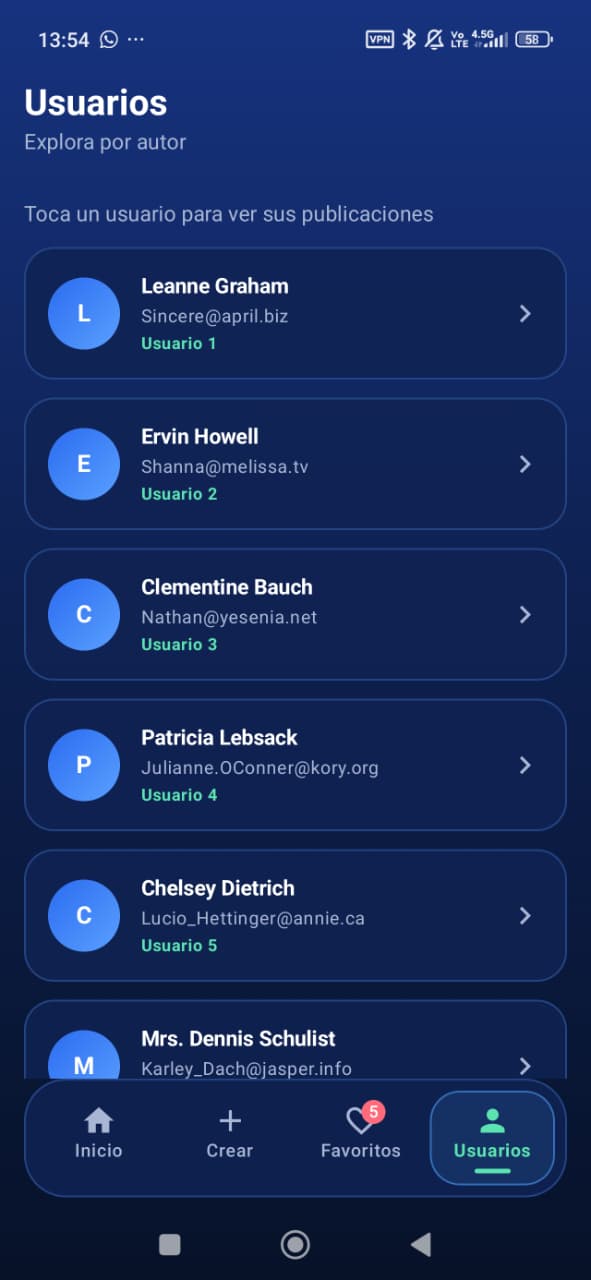 13:54
VPN
Vo
LTE
4.5G
58
Usuarios
Explora por autor
Toca un usuario para ver sus publicaciones
L
Leanne Graham
Sincere@april.biz
Usuario 1
E
Ervin Howell
Shanna@melissa.tv
Usuario 2
C
Clementine Bauch
Nathan@yesenia.net
Usuario 3
P
Patricia Lebsack
Julianne.OConner@kory.org
Usuario 4
C
Chelsey Dietrich
Lucio_Hettinger@annie.ca
Usuario 5
M
Mrs. Dennis Schulist
Karley_Dach@jasper.info
5
Inicio
Crear
Favoritos
Usuarios